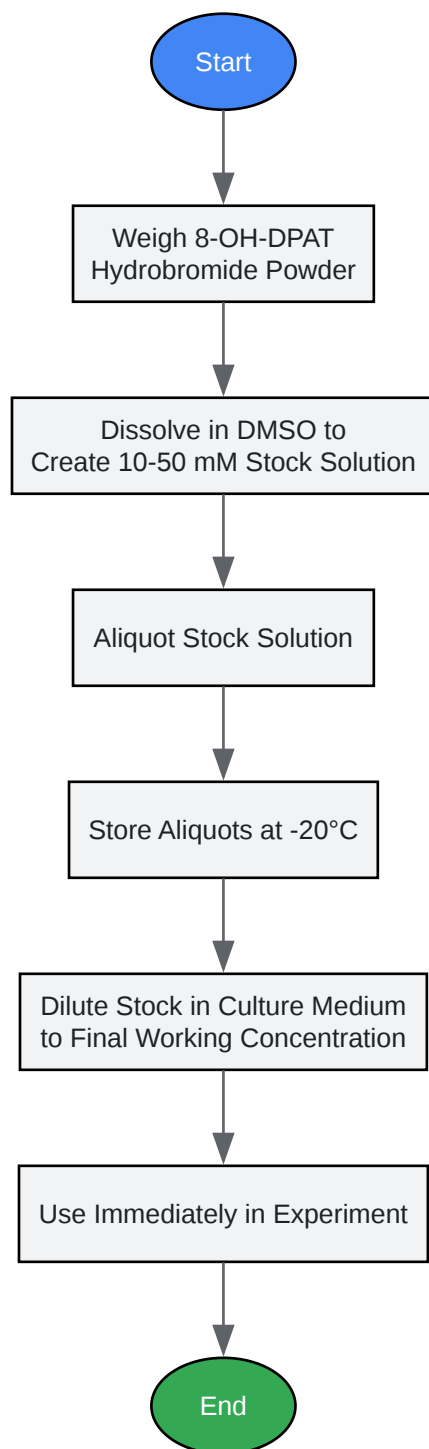 Start
Weigh 8-OH-DPAT
Hydrobromide Powder
Dissolve in DMSO to
Create 10-50 mM Stock Solution
Aliquot Stock Solution
Store Aliquots at -20°C
Dilute Stock in Culture Medium
to Final Working Concentration
Use Immediately in Experiment
End